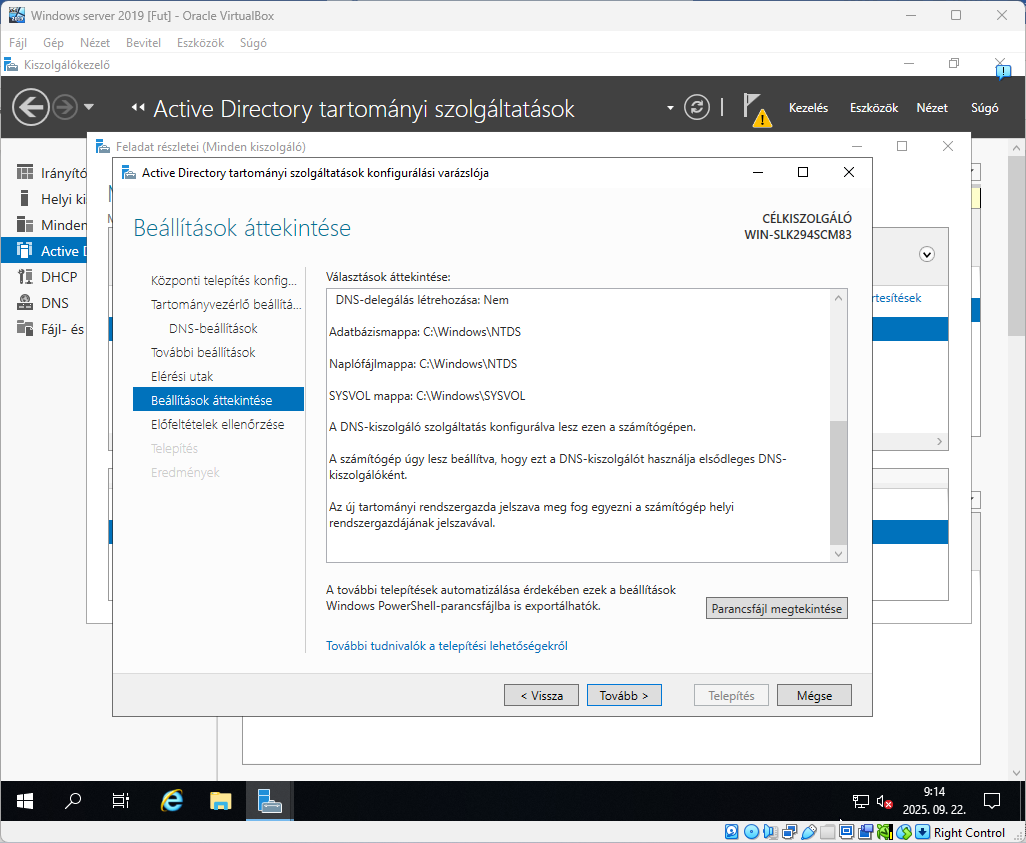 Windows server 2019 [Fut] - Oracle VirtualBox
Fájl Gép Nézet Bevitel Eszközök Súgó
Kiszolgálókezelő
Active Directory tartományi szolgáltatások
Kezelés Eszközök Nézet Súgó
Feladat részletei (Minden kiszolgáló)
Irányító
Helyi ki
Minden
Active D
DHCP
DNS
Fájl- és
rtesítések
Active Directory tartományi szolgáltatások konfigurálási varázslója
Beállítások áttekintése
CÉLKISZOLGÁLÓ
WIN-SLK294SCM83
Központi telepítés konfig...
Tartományvezérlő beállítá...
DNS-beállítások
További beállítások
Elérési utak
Beállítások áttekintése
Előfeltételek ellenőrzése
Telepítés
Eredmények
Választások áttekintése:
DNS-delegálás létrehozása: Nem
Adatbázismappa: C:\Windows\NTDS
Naplófájlmappa: C:\Windows\NTDS
SYSVOL mappa: C:\Windows\SYSVOL
A DNS-kiszolgáló szolgáltatás konfigurálva lesz ezen a számítógépen.
A számítógép úgy lesz beállítva, hogy ezt a DNS-kiszolgálót használja elsődleges DNS-
kiszolgálóként.
Az új tartományi rendszergazda jelszava meg fog egyezni a számítógép helyi
rendszergazdájának jelszavával.
A további telepítések automatizálása érdekében ezek a beállítások
Windows PowerShell-parancsfájlba is exportálhatók.
Parancsfájl megtekintése
További tudnivalók a telepítési lehetőségekről
< Vissza Tovább > Telepítés Mégse
9:14
2025. 09. 22.
Right Control